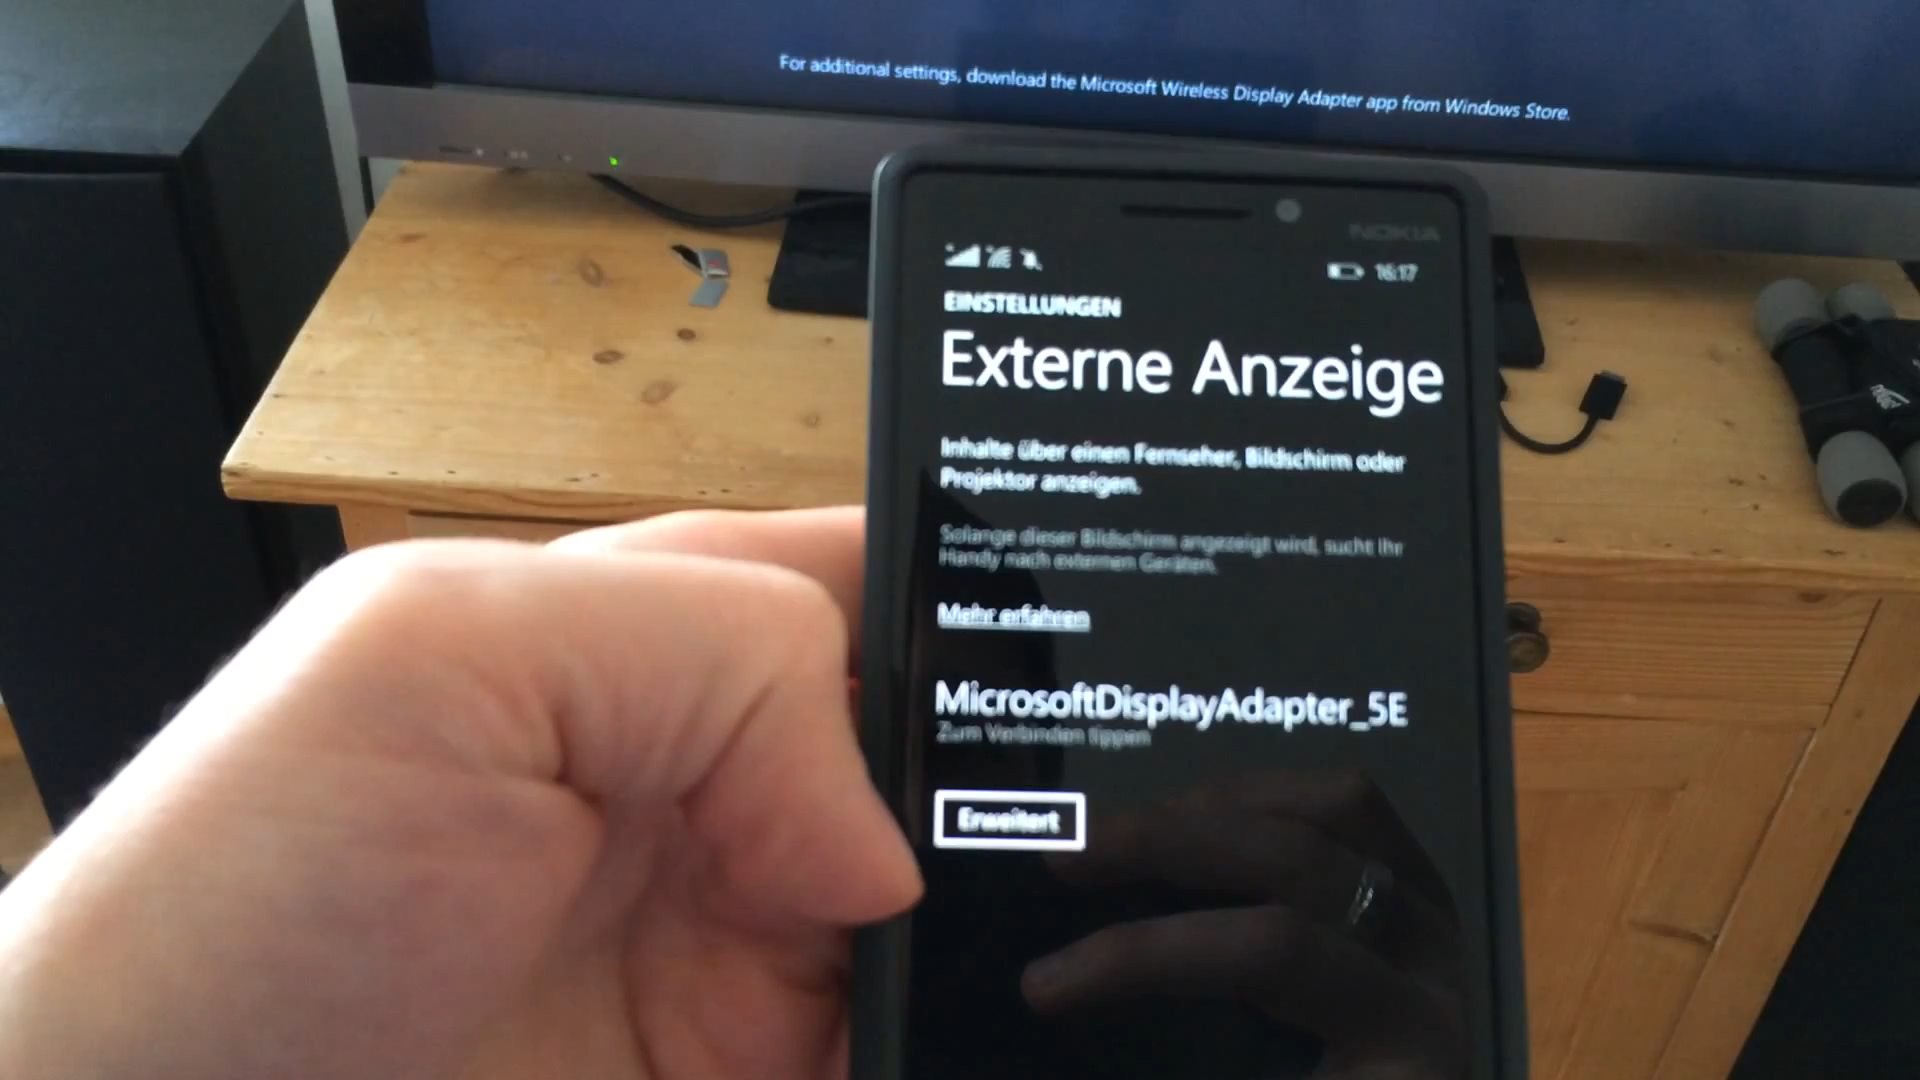 For additional settings, download the Microsoft Wireless Display Adapter app from Windows Store.
NOKIA
16:17
EINSTELLUNGEN
Externe Anzeige
Inhalte über einen Fernseher, Bildschirm oder
Projektor anzeigen.
Solange dieser Bildschirm angezeigt wird, sucht Ihr
Handy nach externen Geräten.
Mehr erfahren
MicrosoftDisplayAdapter_5E
Zum Verbinden tippen
Erweitert